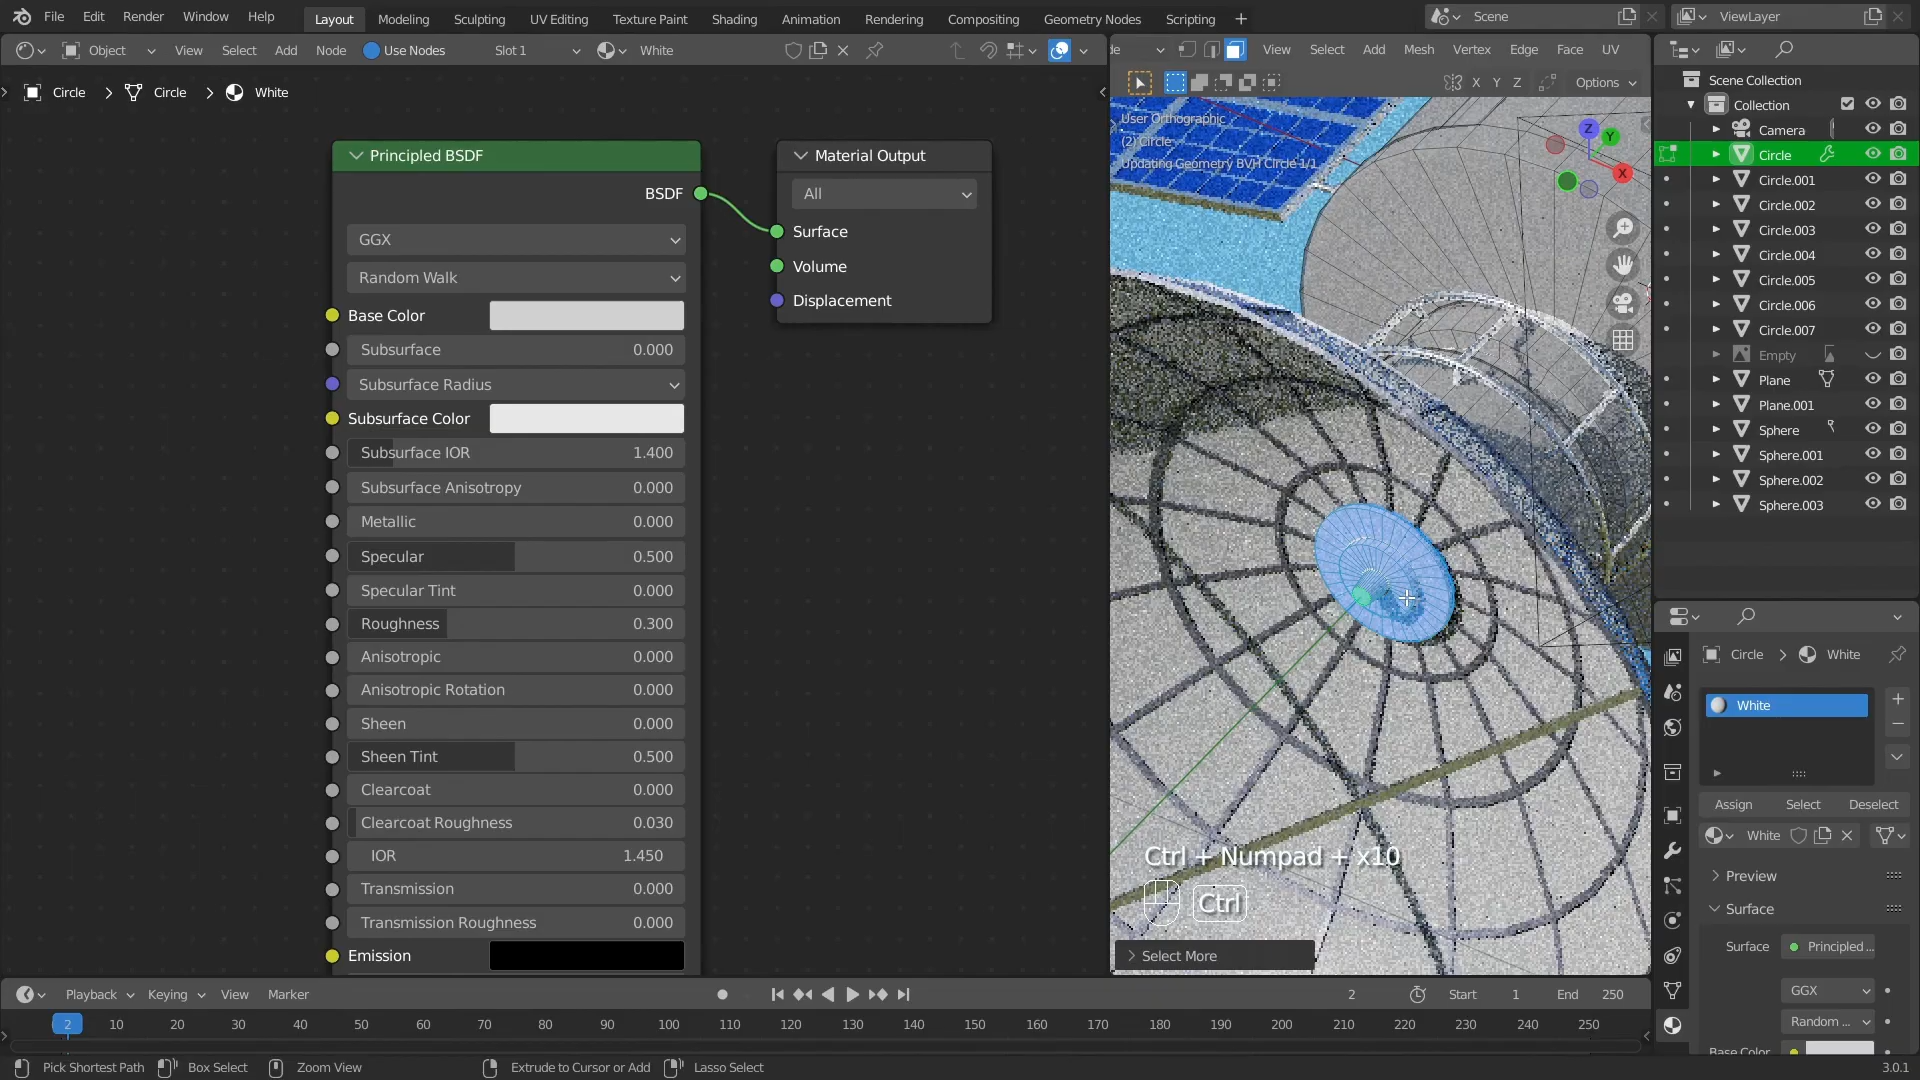 File Edit Render Window Help Layout Modeling Sculpting UV Editing Texture Paint Shading Animation Rendering Compositing Geometry Nodes Scripting + Scene ViewLayer
Object View Select Add Node Use Nodes Slot 1 White
de View Select Add Mesh Vertex Edge Face UV
X Y Z Options
Circle > Circle > White
Principled BSDF
BSDF
GGX
Random Walk
Base Color
Subsurface 0.000
Subsurface Radius
Subsurface Color
Subsurface IOR 1.400
Subsurface Anisotropy 0.000
Metallic 0.000
Specular 0.500
Specular Tint 0.000
Roughness 0.300
Anisotropic 0.000
Anisotropic Rotation 0.000
Sheen 0.000
Sheen Tint 0.500
Clearcoat 0.000
Clearcoat Roughness 0.030
IOR 1.450
Transmission 0.000
Transmission Roughness 0.000
Emission
Material Output
All
Surface
Volume
Displacement
User Orthographic
(2) Circle
Updating Geometry BVH Circle 1/1
Z
Y
X
Ctrl + Numpad + x10
Ctrl
Select More
Scene Collection
Collection
Camera
Circle
Circle.001
Circle.002
Circle.003
Circle.004
Circle.005
Circle.006
Circle.007
Empty
Plane
Plane.001
Sphere
Sphere.001
Sphere.002
Sphere.003
Circle > White
White
Assign Select Deselect
White
Preview
Surface
Surface Principled ...
GGX
Random ...
Base Color
Playback Keying View Marker 2 Start 1 End 250
2 10 20 30 40 50 60 70 80 90 100 110 120 130 140 150 160 170 180 190 200 210 220 230 240 250
Pick Shortest Path Box Select Zoom View Extrude to Cursor or Add Lasso Select 3.0.1